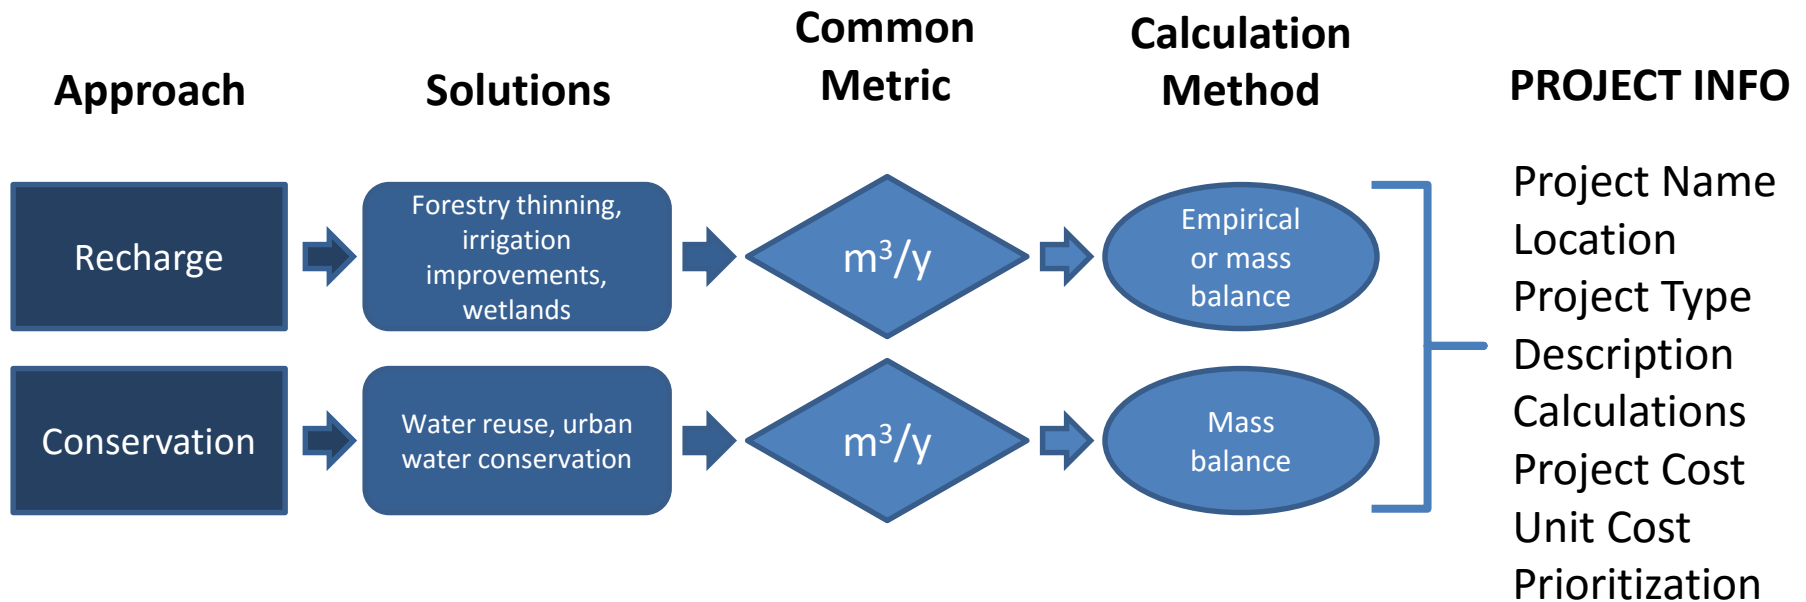 Approach
Solutions
Common
Metric
Calculation
Method
PROJECT INFO
Recharge
Forestry thinning,
irrigation
improvements,
wetlands
m³/y
Empirical
or mass
balance
Conservation
Water reuse, urban
water conservation
m³/y
Mass
balance
Project Name
Location
Project Type
Description
Calculations
Project Cost
Unit Cost
Prioritization